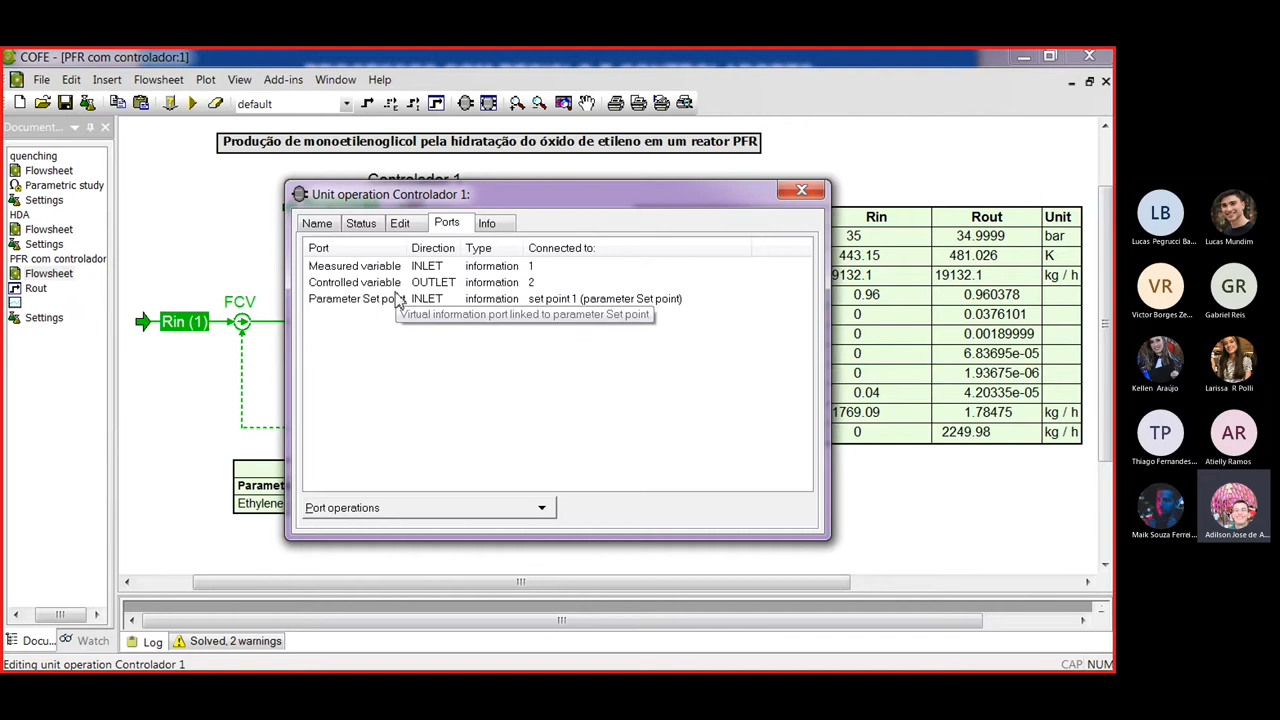 COFE - [PFR com controlador:1]
File Edit Insert Flowsheet Plot View Add-ins Window Help
default
Document...
quenching
Flowsheet
Parametric study
Settings
HDA
Flowsheet
Settings
PFR com controlador
Flowsheet
Rout
Settings
Docu... Watch
Produção de monoetilenoglicol pela hidratação do óxido de etileno em um reator PFR
Controlador 1
FCV
Rin (1)
Paramet
Ethylene
Unit operation Controlador 1:
Name Status Edit Ports Info
Port Direction Type Connected to:
Measured variable INLET information 1
Controlled variable OUTLET information 2
Parameter Set point INLET information set point 1 (parameter Set point)
Virtual information port linked to parameter Set point
Port operations
Rin Rout Unit
35 34.9999 bar
443.15 481.026 K
19132.1 19132.1 kg / h
0.96 0.960378
0 0.0376101
0 0.00189999
0 6.83695e-05
0 1.93675e-06
0.04 4.20335e-05
1769.09 1.78475 kg / h
0 2249.98 kg / h
Log Solved, 2 warnings
Editing unit operation Controlador 1
CAP NUM
LB
Lucas Pegrucci Ba...
Lucas Mundim
VR
Victor Borges Ze...
GR
Gabriel Reis
Kellen Araújo
Larissa R Polli
TP
Thiago Fernandes...
AR
Atielly Ramos
Maik Souza Ferrei...
Adilson Jose de A...